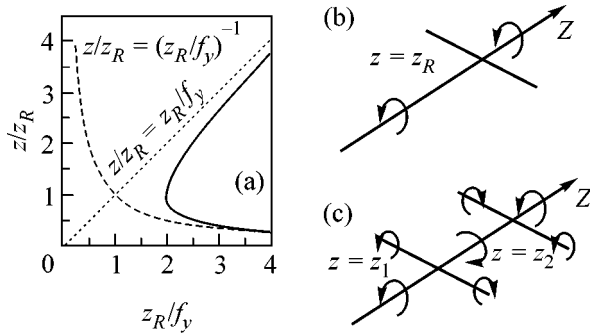 (a)
z/z_R = (z_R/f_y)^{-1}
z/z_R = z_R/f_y
z/z_R
4
3
2
1
0
0
1
2
3
4
z_R/f_y
(b)
Z
z = z_R
(c)
Z
z = z_1
z = z_2